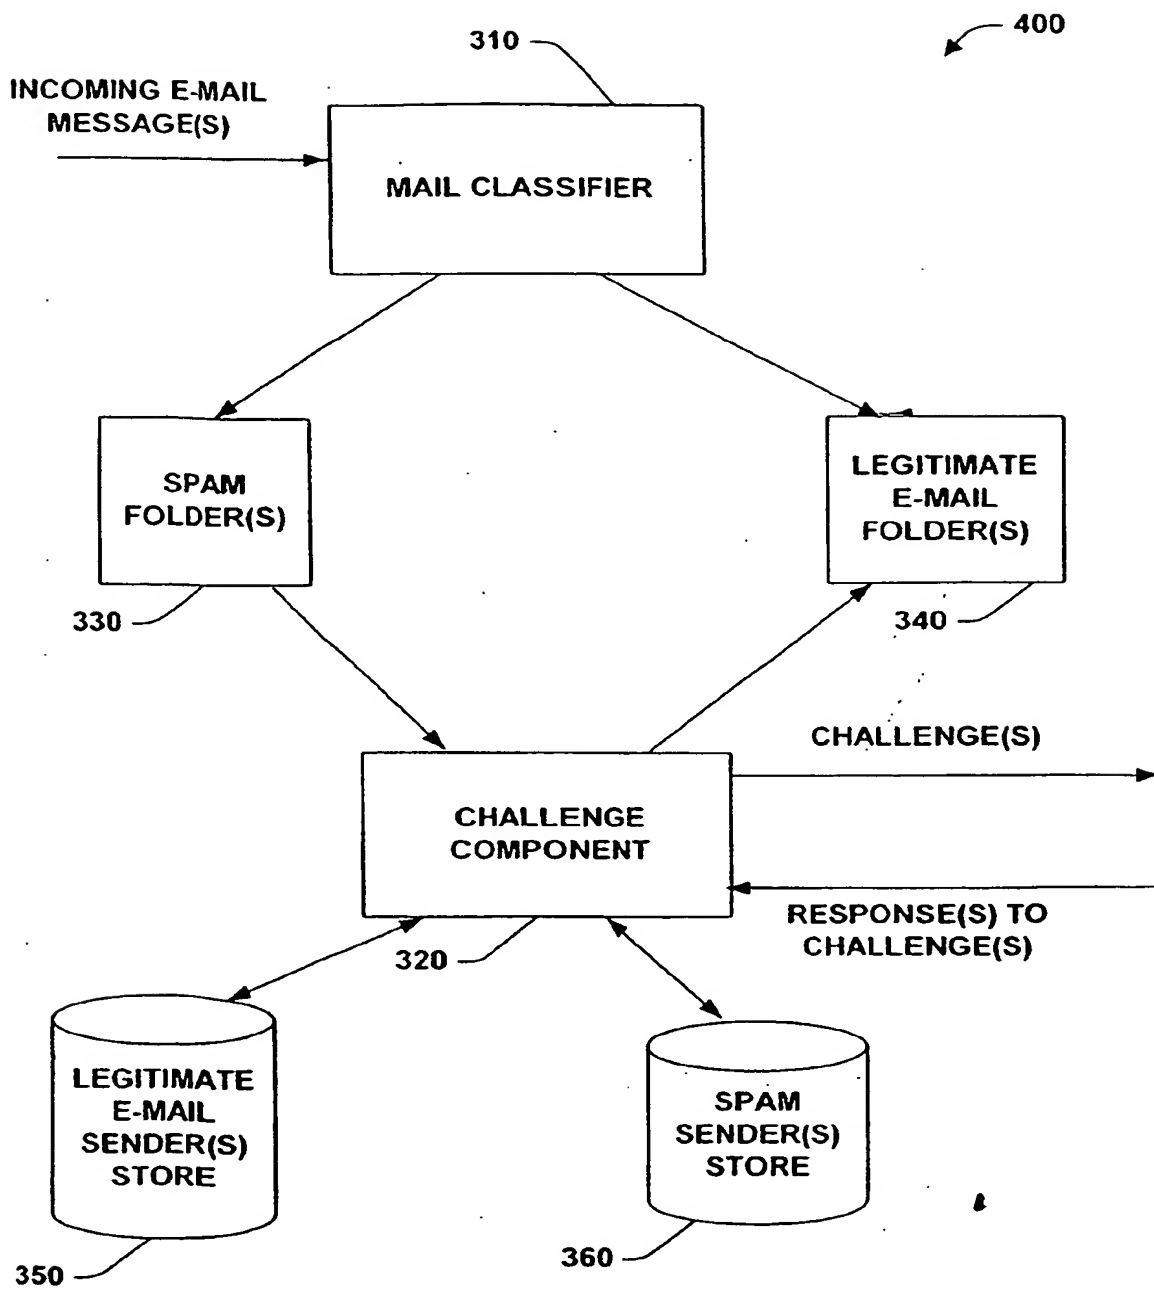 400
310
INCOMING E-MAIL
MESSAGE(S)
MAIL CLASSIFIER
SPAM
FOLDER(S)
LEGITIMATE
E-MAIL
FOLDER(S)
330
340
CHALLENGE(S)
CHALLENGE
COMPONENT
RESPONSE(S) TO
CHALLENGE(S)
320
LEGITIMATE
E-MAIL
SENDER(S)
STORE
SPAM
SENDER(S)
STORE
350
360